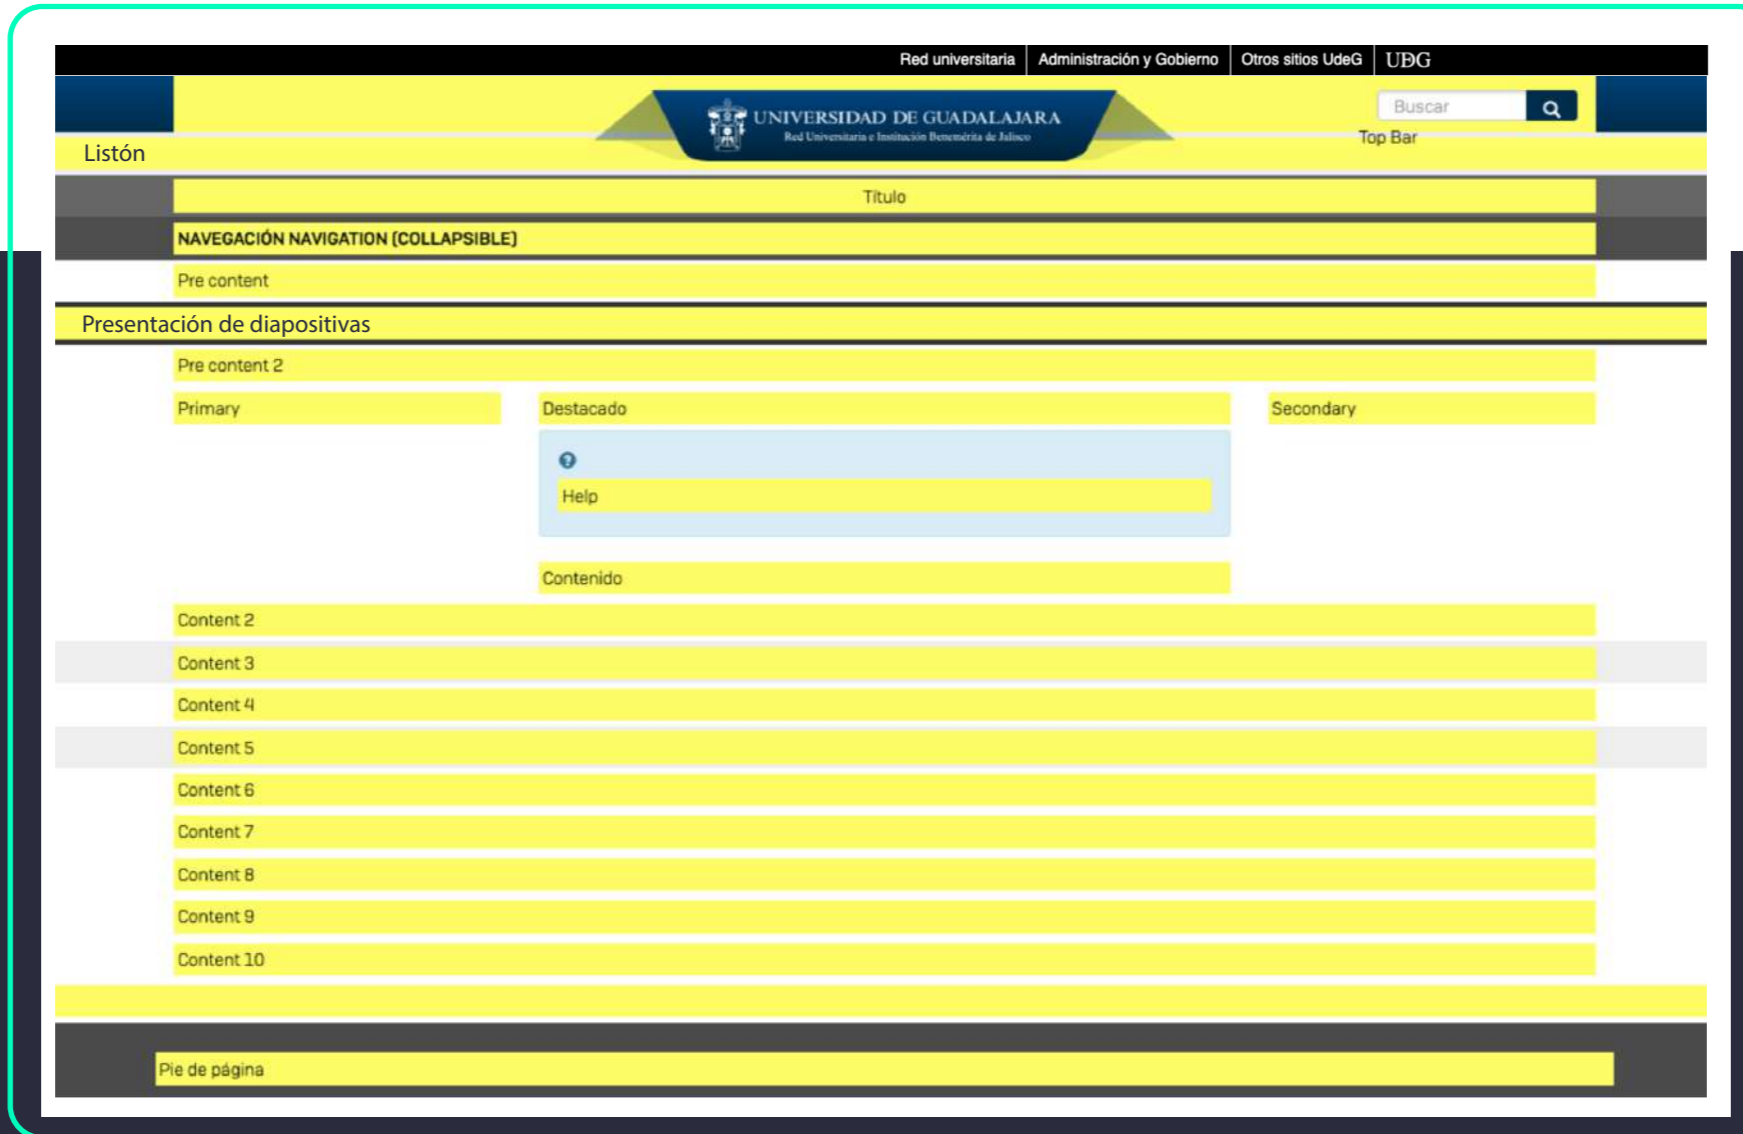 Red universitaria
Administración y Gobierno
Otros sitios UdeG
UDG
UNIVERSIDAD DE GUADALAJARA
Red Universitaria e Institución Benemérita de Jalisco
Buscar
Top Bar
Listón
Título
NAVEGACIÓN NAVIGATION (COLLAPSIBLE)
Pre content
Presentación de diapositivas
Pre content 2
Primary
Destacado
Secondary
Help
Contenido
Content 2
Content 3
Content 4
Content 5
Content 6
Content 7
Content 8
Content 9
Content 10
Pie de página